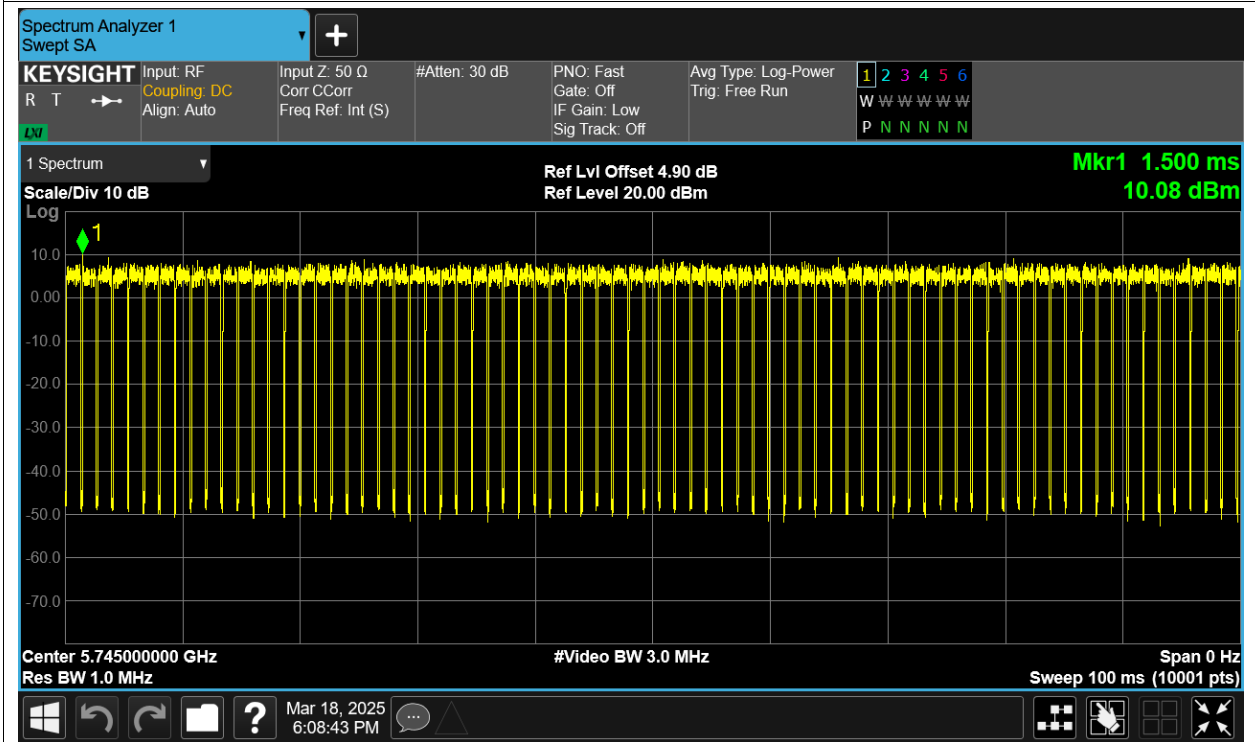 Spectrum Analyzer 1
Swept SA
KEYSIGHT
R T
LXI
Input: RF
Coupling: DC
Align: Auto
Input Z: 50 Ω
Corr CCorr
Freq Ref: Int (S)
#Atten: 30 dB
PNO: Fast
Gate: Off
IF Gain: Low
Sig Track: Off
Avg Type: Log-Power
Trig: Free Run
1 2 3 4 5 6
W W W W W W
P N N N N N
1 Spectrum
Scale/Div 10 dB
Ref Lvl Offset 4.90 dB
Ref Level 20.00 dBm
Mkr1 1.500 ms
10.08 dBm
Log
1
10.0
0.00
-10.0
-20.0
-30.0
-40.0
-50.0
-60.0
-70.0
Center 5.745000000 GHz
Res BW 1.0 MHz
#Video BW 3.0 MHz
Span 0 Hz
Sweep 100 ms (10001 pts)
?
Mar 18, 2025
6:08:43 PM